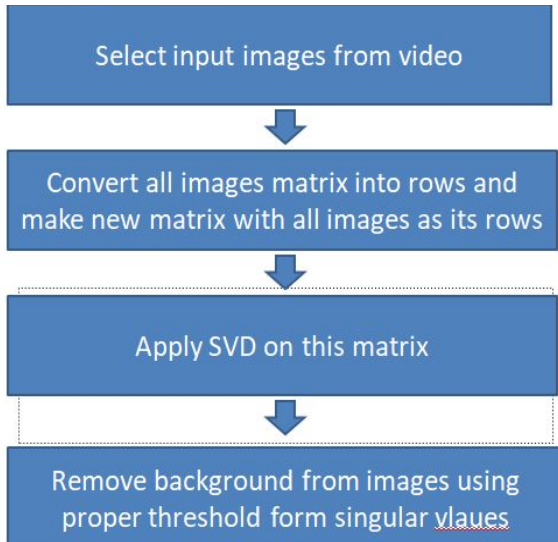 Select input images from video
Convert all images matrix into rows and
make new matrix with all images as its rows
Apply SVD on this matrix
Remove background from images using
proper threshold form singular vlaues